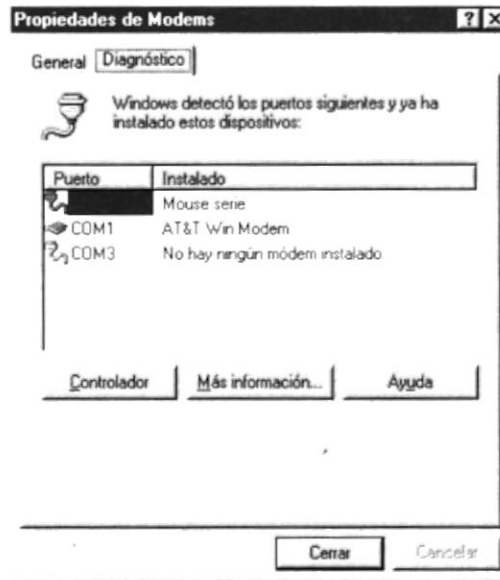 Propiedades de Modems
General Diagnóstico
Windows detectó los puertos siguientes y ya ha
instalado estos dispositivos:
Puerto Instalado
Mouse serie
COM1 AT&T Win Modem
COM3 No hay ningún módem instalado
Controlador Más información... Ayuda
Cerrar Cancelar